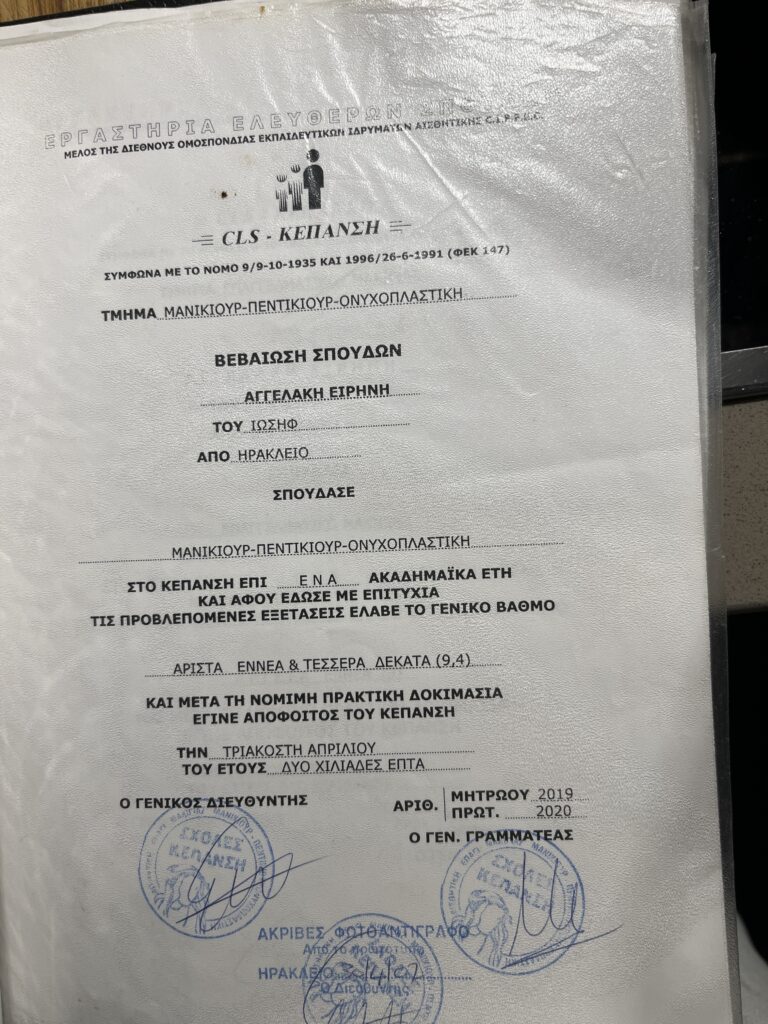 ΕΡΓΑΣΤΗΡΙΑ ΕΛΕΥΘΕΡΩΝ
ΜΕΛΟΣ ΤΗΣ ΔΙΕΘΝΟΥΣ ΟΜΟΣΠΟΝΔΙΑΣ ΕΚΠΑΙΔΕΥΤΙΚΩΝ ΙΔΡΥΜΑΤΩΝ ΑΙΣΘΗΤΙΚΗΣ
CLS - ΚΕΠΑΝΣΗ
ΣΥΜΦΩΝΑ ΜΕ ΤΟ ΝΟΜΟ 9/9-10-1935 ΚΑΙ 1996/26-6-1991 (ΦΕΚ 147)
ΤΜΗΜΑ ΜΑΝΙΚΙΟΥΡ-ΠΕΝΤΙΚΙΟΥΡ-ΟΝΥΧΟΠΛΑΣΤΙΚΗ
ΒΕΒΑΙΩΣΗ ΣΠΟΥΔΩΝ
ΑΓΓΕΛΑΚΗ ΕΙΡΗΝΗ
ΤΟΥ ΙΩΣΗΦ
ΑΠΟ ΗΡΑΚΛΕΙΟ
ΣΠΟΥΔΑΣΕ
ΜΑΝΙΚΙΟΥΡ-ΠΕΝΤΙΚΙΟΥΡ-ΟΝΥΧΟΠΛΑΣΤΙΚΗ
ΣΤΟ ΚΕΠΑΝΣΗ ΕΠΙ Ε Ν Α ΑΚΑΔΗΜΑΪΚΑ ΕΤΗ
ΚΑΙ ΑΦΟΥ ΕΔΩΣΕ ΜΕ ΕΠΙΤΥΧΙΑ
ΤΙΣ ΠΡΟΒΛΕΠΟΜΕΝΕΣ ΕΞΕΤΑΣΕΙΣ ΕΛΑΒΕ ΤΟ ΓΕΝΙΚΟ ΒΑΘΜΟ
ΑΡΙΣΤΑ ΕΝΝΕΑ & ΤΕΣΣΕΡΑ ΔΕΚΑΤΑ (9,4)
ΚΑΙ ΜΕΤΑ ΤΗ ΝΟΜΙΜΗ ΠΡΑΚΤΙΚΗ ΔΟΚΙΜΑΣΙΑ
ΕΓΙΝΕ ΑΠΟΦΟΙΤΟΣ ΤΟΥ ΚΕΠΑΝΣΗ
ΤΗΝ ΤΡΙΑΚΟΣΤΗ ΑΠΡΙΛΙΟΥ
ΤΟΥ ΕΤΟΥΣ ΔΥΟ ΧΙΛΙΑΔΕΣ ΕΠΤΑ
Ο ΓΕΝΙΚΟΣ ΔΙΕΥΘΥΝΤΗΣ
ΑΡΙΘ. ΜΗΤΡΩΟΥ 2019
ΠΡΩΤ. 2020
Ο ΓΕΝ. ΓΡΑΜΜΑΤΕΑΣ
ΣΧΟΛΕΣ
ΚΕΠΑΝΣΗ
ΣΧΟΛΕΣ
ΚΕΠΑΝΣΗ
ΑΚΡΙΒΕΣ ΦΩΤΟΑΝΤΙΓΡΑΦΟ
Από το πρωτότυπο
ΗΡΑΚΛΕΙΟ
Ο Διευθυντής